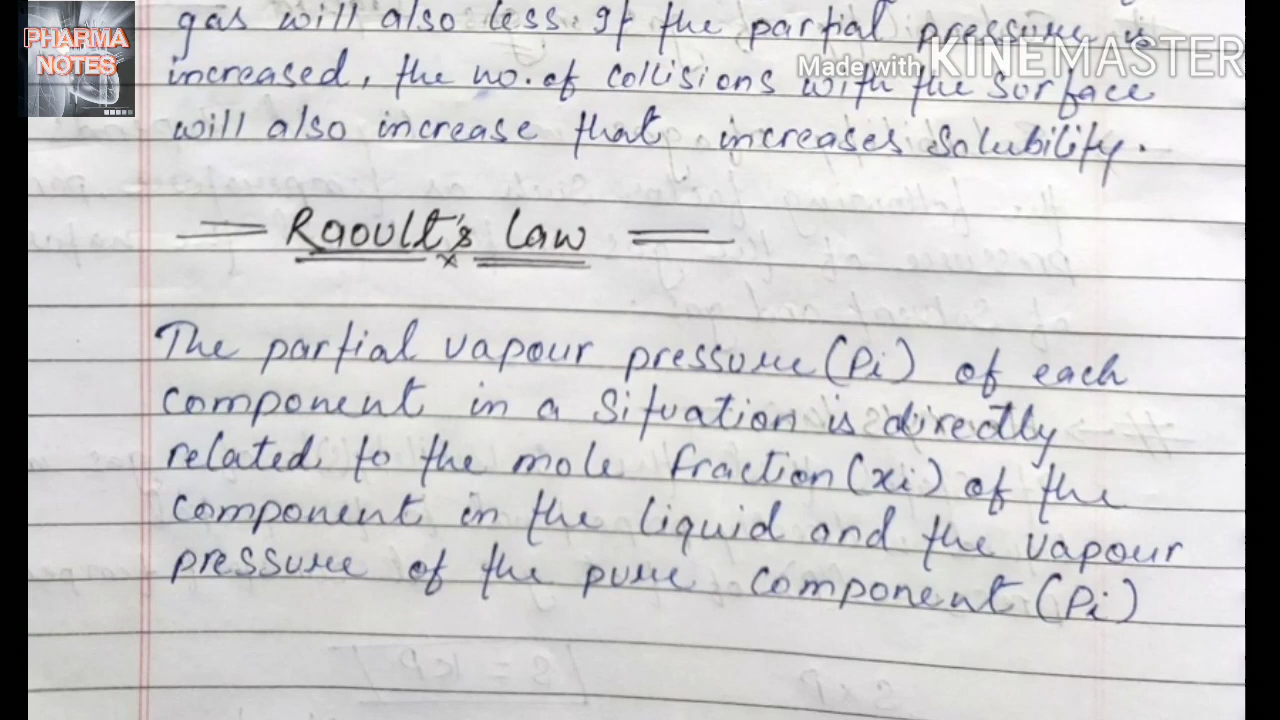 PHARMA
NOTES
Made with KINEMASTER
gas will also less. If the partial pressure is
increased, the no. of collisions with the surface
will also increase that increases solubility.
Raoult's Law
The partial vapour pressure (Pi) of each
component in a situation is directly
related to the mole fraction (xi) of the
component in the liquid and the vapour
pressure of the pure component (Pi)